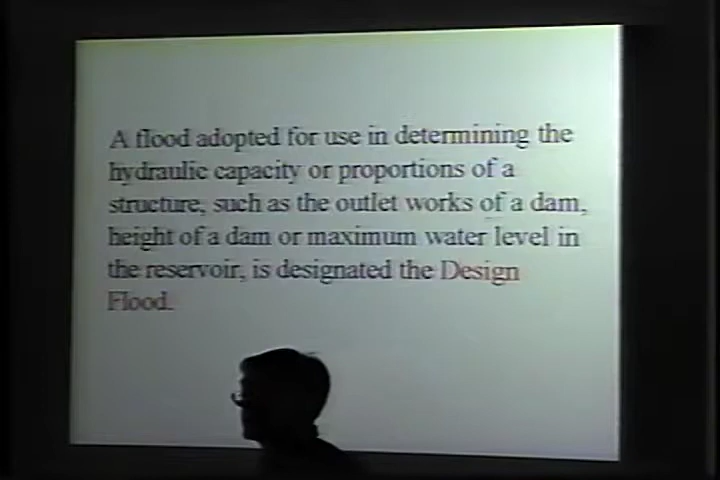 A flood adopted for use in determining the
hydraulic capacity or proportions of a
structure, such as the outlet works of a dam,
height of a dam or maximum water level in
the reservoir, is designated the Design
Flood.